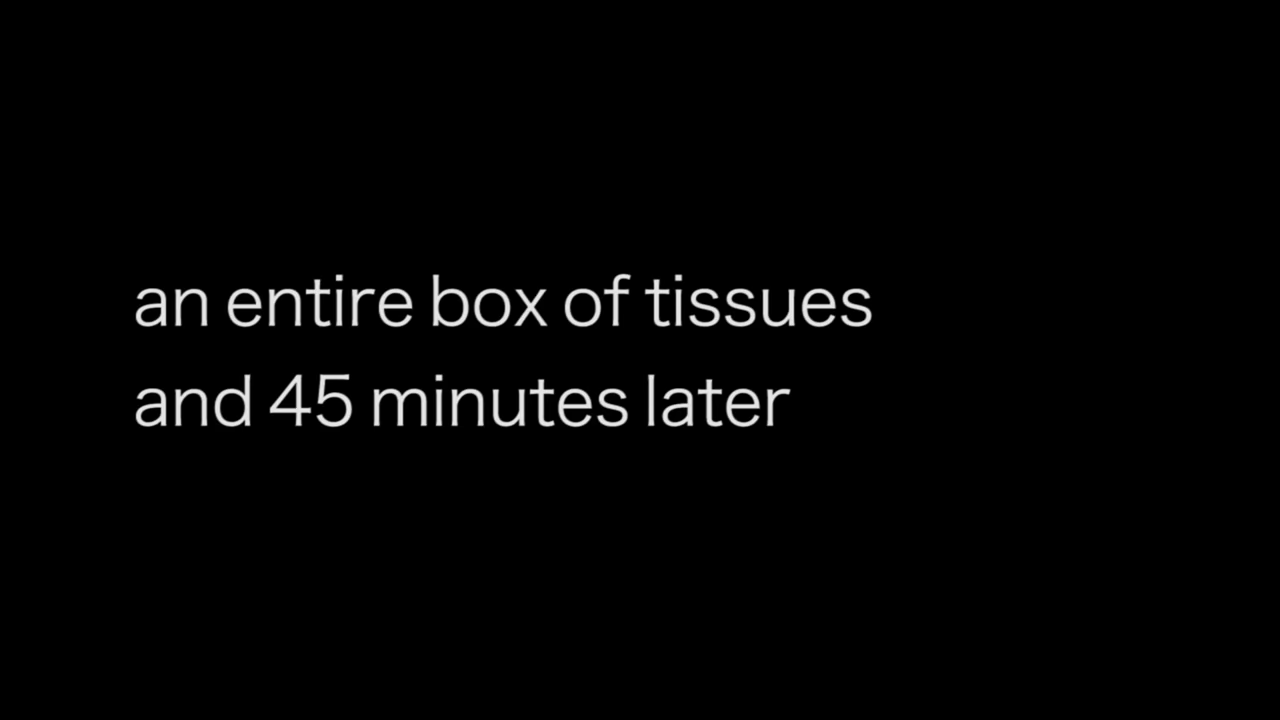 an entire box of tissues
and 45 minutes later